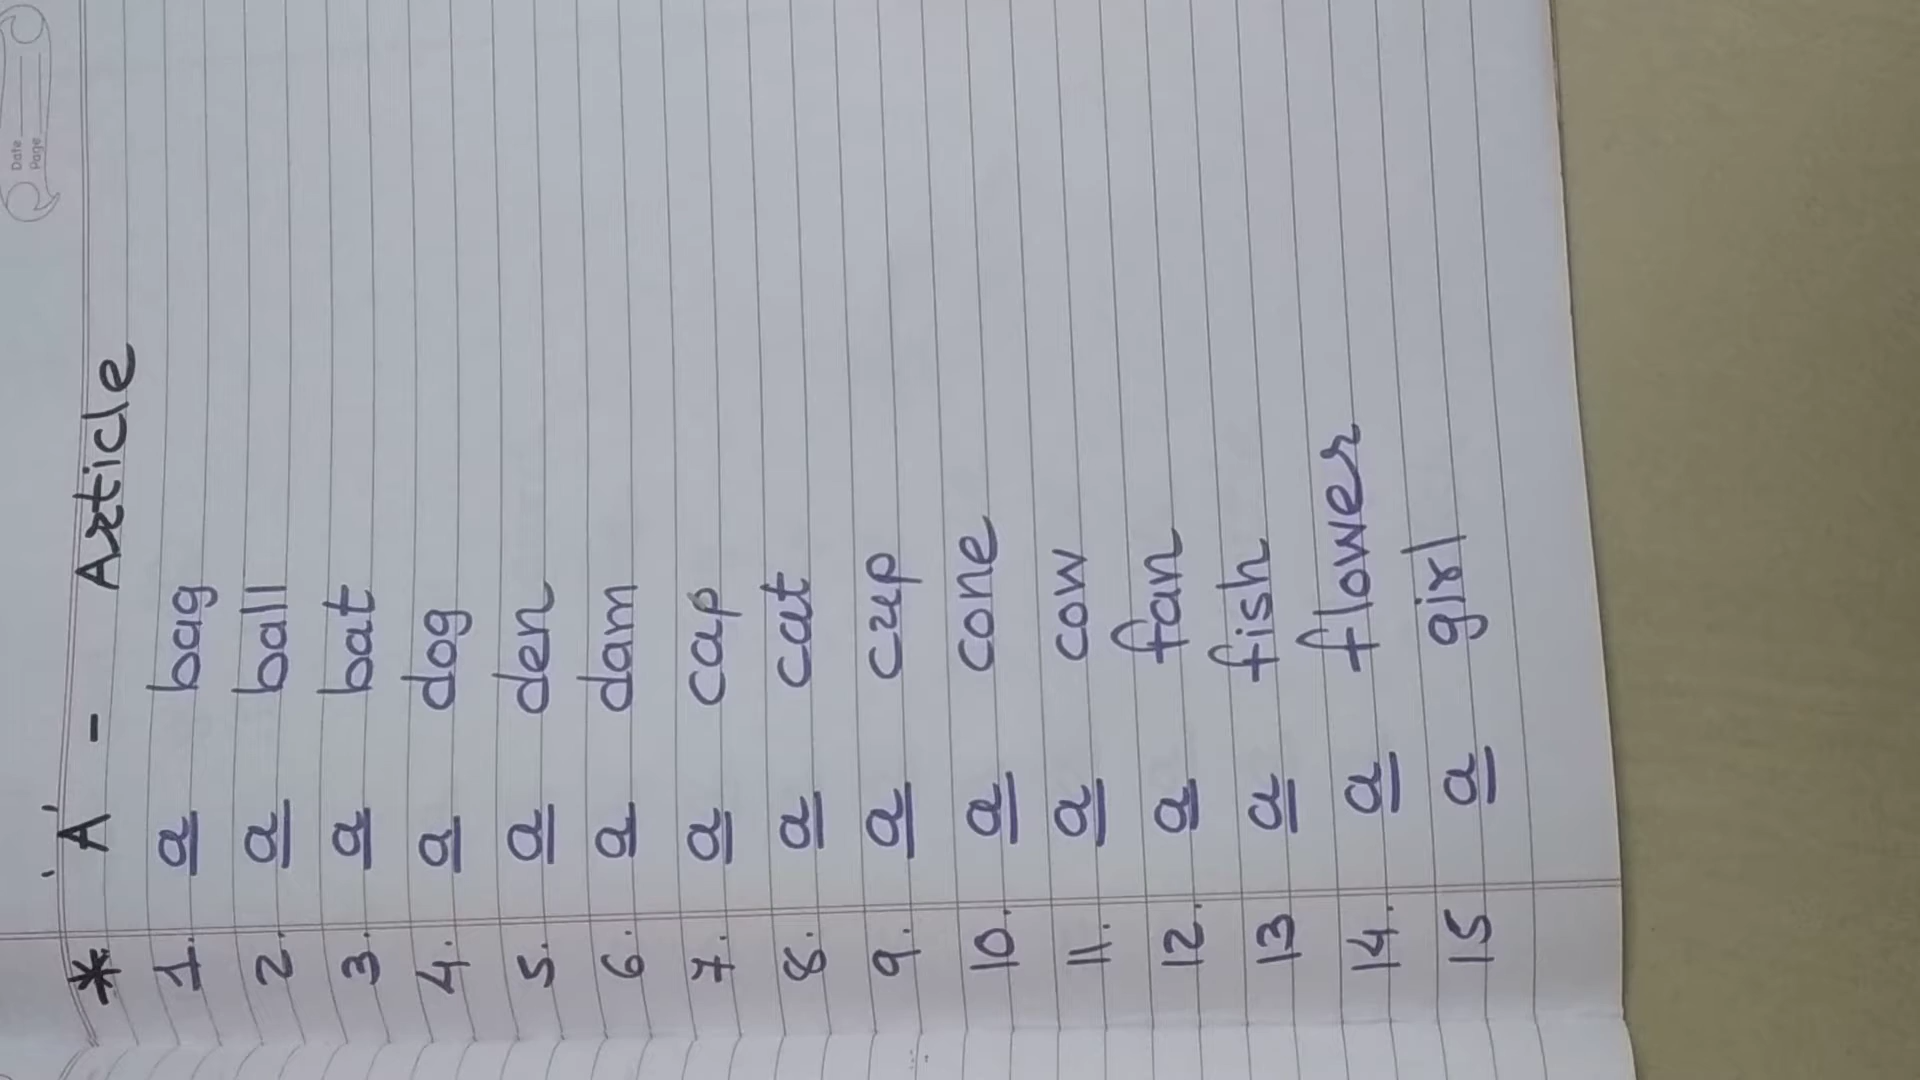 Date
Page
* 'A' - Article
1. a bag
2. a ball
3. a bat
4. a dog
5. a den
6. a dam
7. a cap
8. a cat
9. a cup
10. a cone
11. a cow
12. a fan
13 a fish
14. a flower
15 a girl